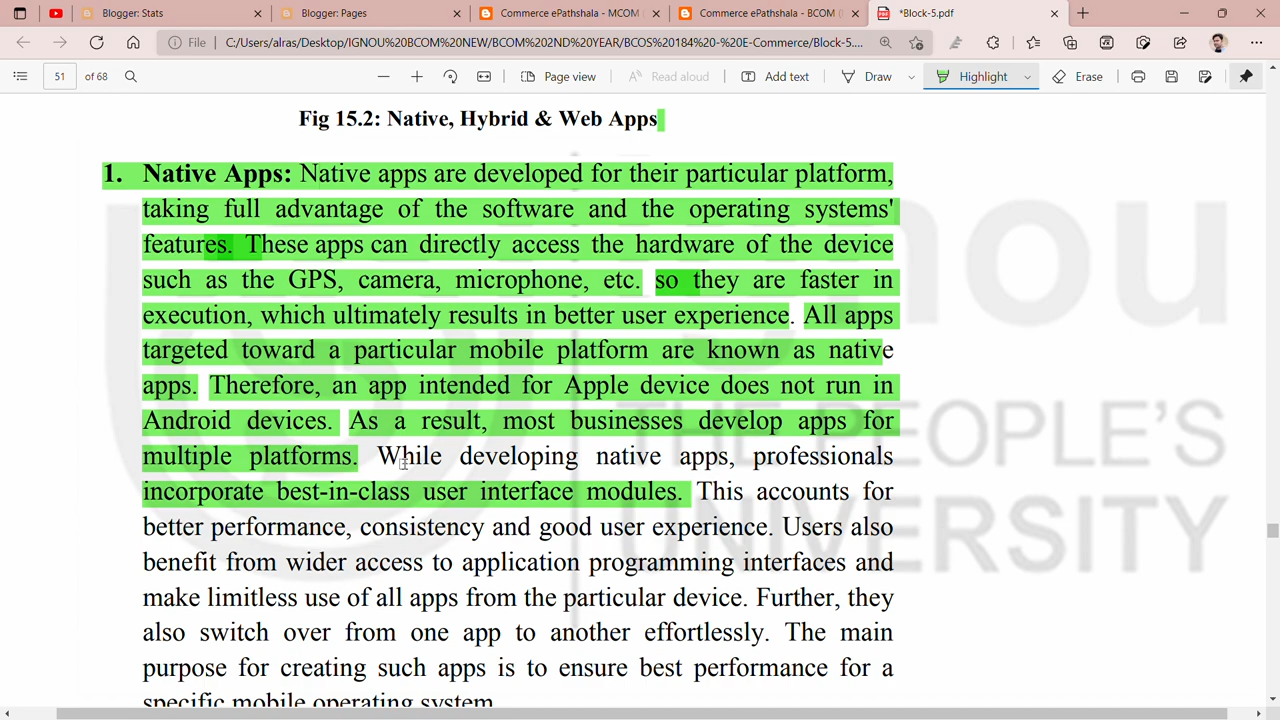 Blogger: Stats
Blogger: Pages
Commerce ePathshala - MCOM (
Commerce ePathshala - BCOM (
*Block-5.pdf
File
C:/Users/alras/Desktop/IGNOU%20BCOM%20NEW/BCOM%202ND%20YEAR/BCOS%20184%20-%20E-Commerce/Block-5....
51 of 68
Page view
Read aloud
Add text
Draw
Highlight
Erase
Fig 15.2: Native, Hybrid & Web Apps
1. Native Apps: Native apps are developed for their particular platform,
taking full advantage of the software and the operating systems'
features. These apps can directly access the hardware of the device
such as the GPS, camera, microphone, etc. so they are faster in
execution, which ultimately results in better user experience. All apps
targeted toward a particular mobile platform are known as native
apps. Therefore, an app intended for Apple device does not run in
Android devices. As a result, most businesses develop apps for
multiple platforms. While developing native apps, professionals
incorporate best-in-class user interface modules. This accounts for
better performance, consistency and good user experience. Users also
benefit from wider access to application programming interfaces and
make limitless use of all apps from the particular device. Further, they
also switch over from one app to another effortlessly. The main
purpose for creating such apps is to ensure best performance for a
specific mobile operating system.
ignou
THE PEOPLE'S
UNIVERSITY